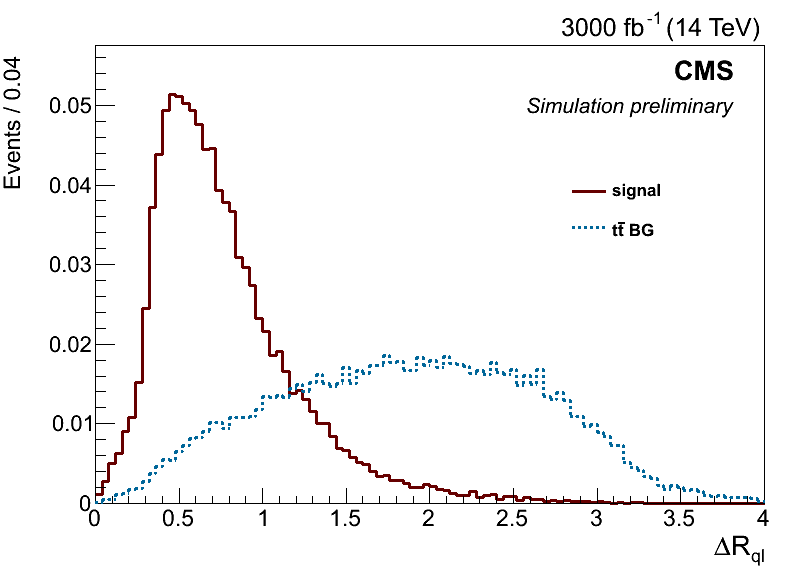 3000 fb⁻¹ (14 TeV)
Events / 0.04
CMS
Simulation preliminary
signal
tt̄ BG
0.05
0.04
0.03
0.02
0.01
0
0 0.5 1 1.5 2 2.5 3 3.5 4
ΔR_ql